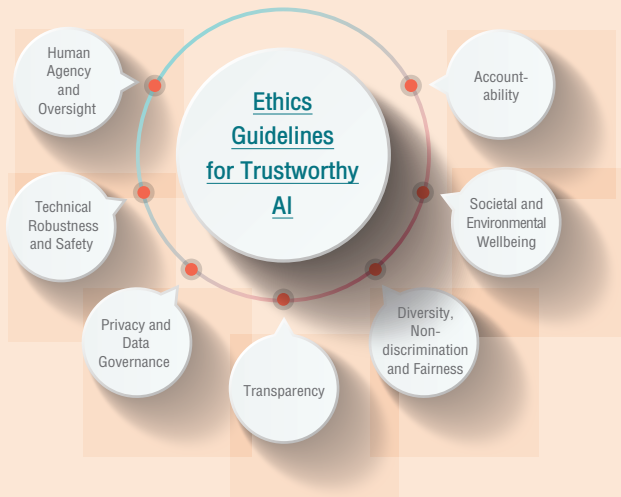 Ethics
Guidelines
for Trustworthy
AI
Human
Agency
and
Oversight
Technical
Robustness
and Safety
Privacy and
Data
Governance
Transparency
Diversity,
Non-
discrimination
and Fairness
Societal and
Environmental
Wellbeing
Account-
ability